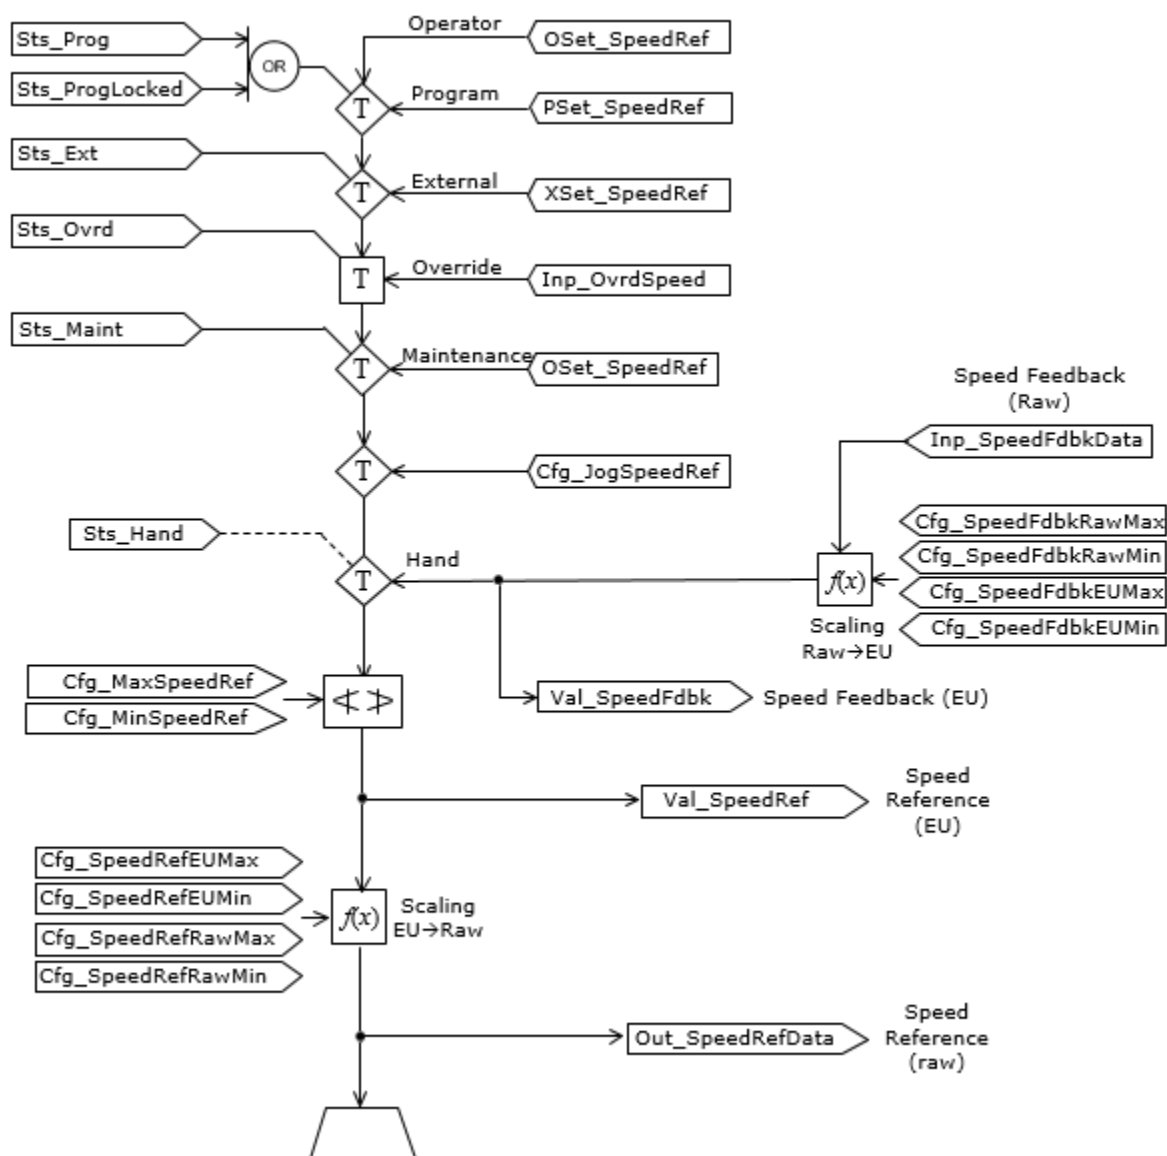 Operator
Sts_Prog
OSet_SpeedRef
OR
Sts_ProgLocked
Program
T
PSet_SpeedRef
Sts_Ext
External
T
XSet_SpeedRef
Sts_Ovrd
Override
T
Inp_OvrdSpeed
Sts_Maint
Maintenance
T
OSet_SpeedRef
Speed Feedback
(Raw)
Inp_SpeedFdbkData
T
Cfg_JogSpeedRef
Sts_Hand
Hand
T
f(x)
Cfg_SpeedFdbkRawMax
Cfg_SpeedFdbkRawMin
Cfg_SpeedFdbkEUMax
Cfg_SpeedFdbkEUMin
Scaling
Raw→EU
Cfg_MaxSpeedRef
Cfg_MinSpeedRef
Val_SpeedFdbk
Speed Feedback (EU)
Val_SpeedRef
Speed
Reference
(EU)
Cfg_SpeedRefEUMax
Cfg_SpeedRefEUMin
Cfg_SpeedRefRawMax
Cfg_SpeedRefRawMin
f(x)
Scaling
EU→Raw
Out_SpeedRefData
Speed
Reference
(raw)